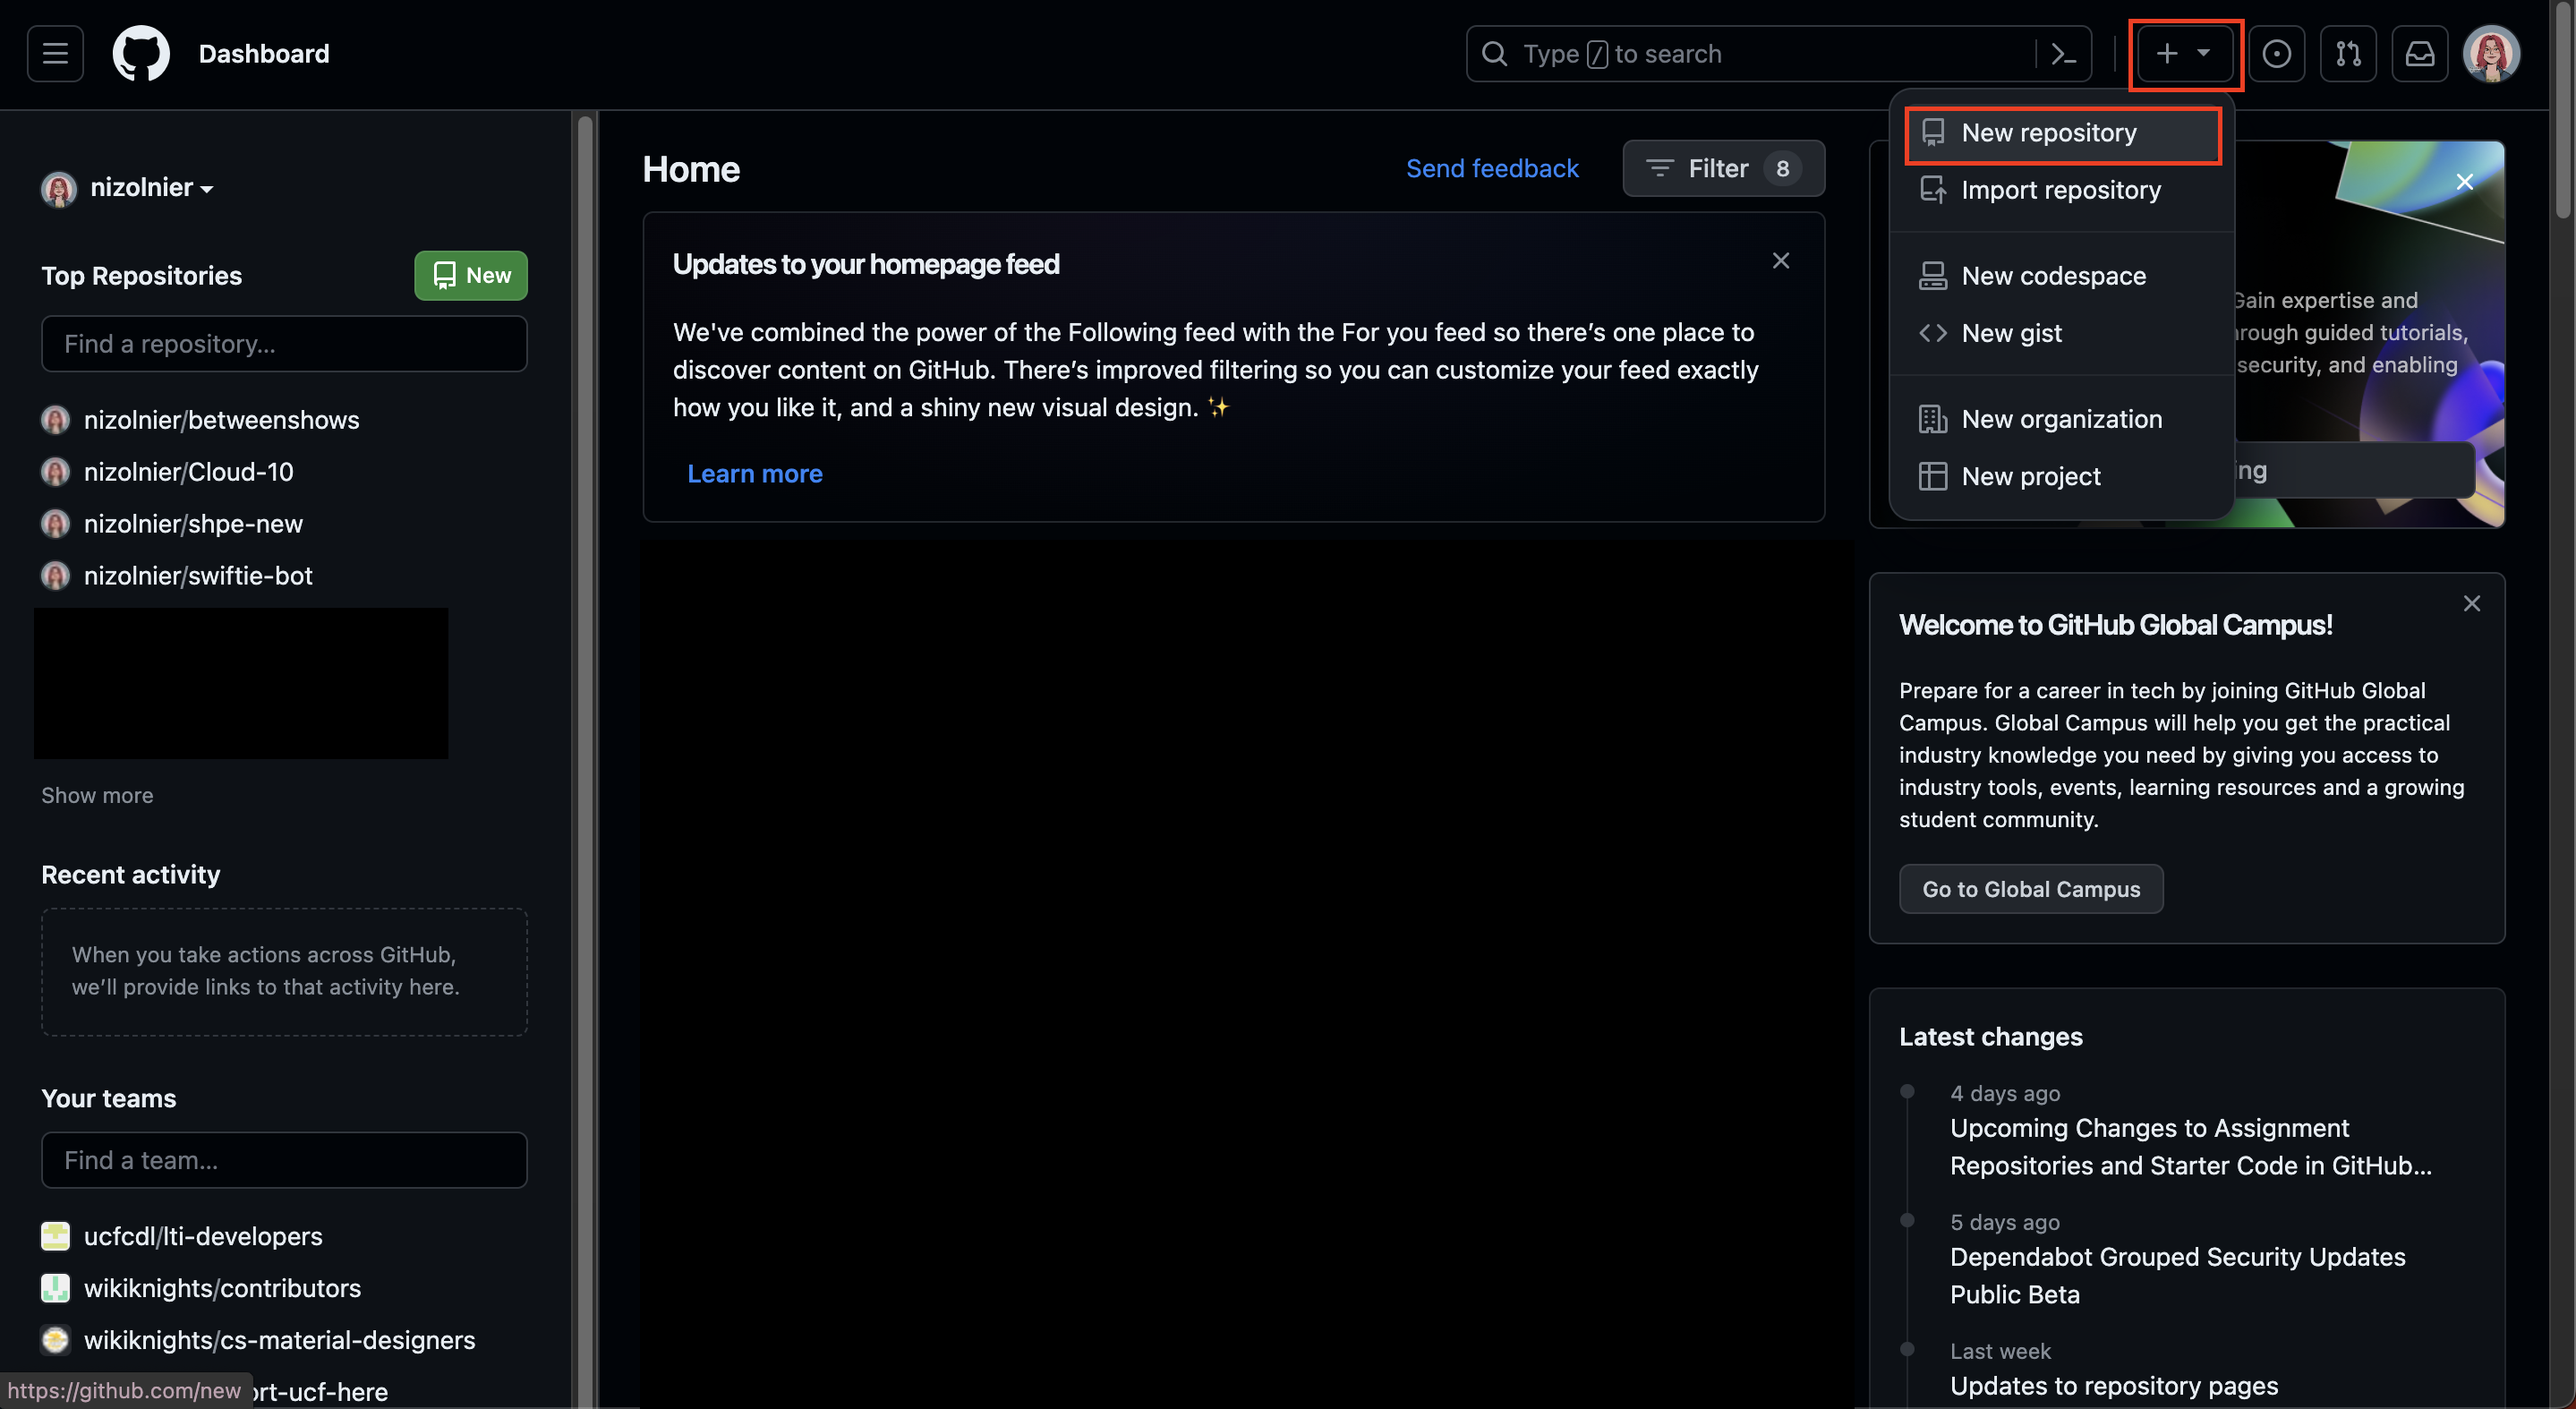 Dashboard
Type / to search
nizolnier
Top Repositories
New
Find a repository...
nizolnier/betweenshows
nizolnier/Cloud-10
nizolnier/shpe-new
nizolnier/swiftie-bot
Show more
Recent activity
When you take actions across GitHub,
we’ll provide links to that activity here.
Your teams
Find a team...
ucfcdl/lti-developers
wikiknights/contributors
wikiknights/cs-material-designers
ort-ucf-here
https://github.com/new
Home
Send feedback
Filter 8
Updates to your homepage feed
We've combined the power of the Following feed with the For you feed so there’s one place to
discover content on GitHub. There’s improved filtering so you can customize your feed exactly
how you like it, and a shiny new visual design. ✨
Learn more
New repository
Import repository
New codespace
New gist
New organization
New project
Gain expertise and
through guided tutorials,
security, and enabling
ing
Welcome to GitHub Global Campus!
Prepare for a career in tech by joining GitHub Global
Campus. Global Campus will help you get the practical
industry knowledge you need by giving you access to
industry tools, events, learning resources and a growing
student community.
Go to Global Campus
Latest changes
4 days ago
Upcoming Changes to Assignment
Repositories and Starter Code in GitHub...
5 days ago
Dependabot Grouped Security Updates
Public Beta
Last week
Updates to repository pages